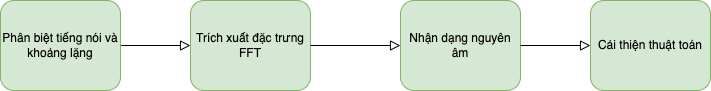 Phân biệt tiếng nói và
khoảng lặng
Trích xuất đặc trưng
FFT
Nhận dạng nguyên
âm
Cải thiện thuật toán